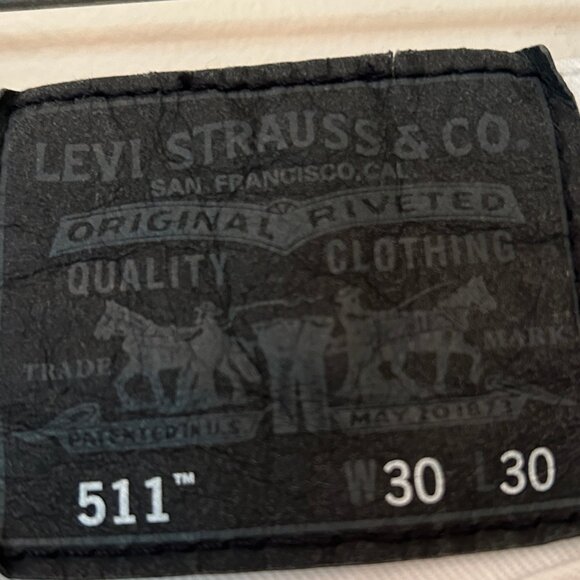 LEVI STRAUSS & CO.
SAN FRANCISCO, CAL.
ORIGINAL RIVETED
QUALITY CLOTHING
TRADE MARK
PATENTED IN U.S. MAY 20 1873
511™ W30 L30